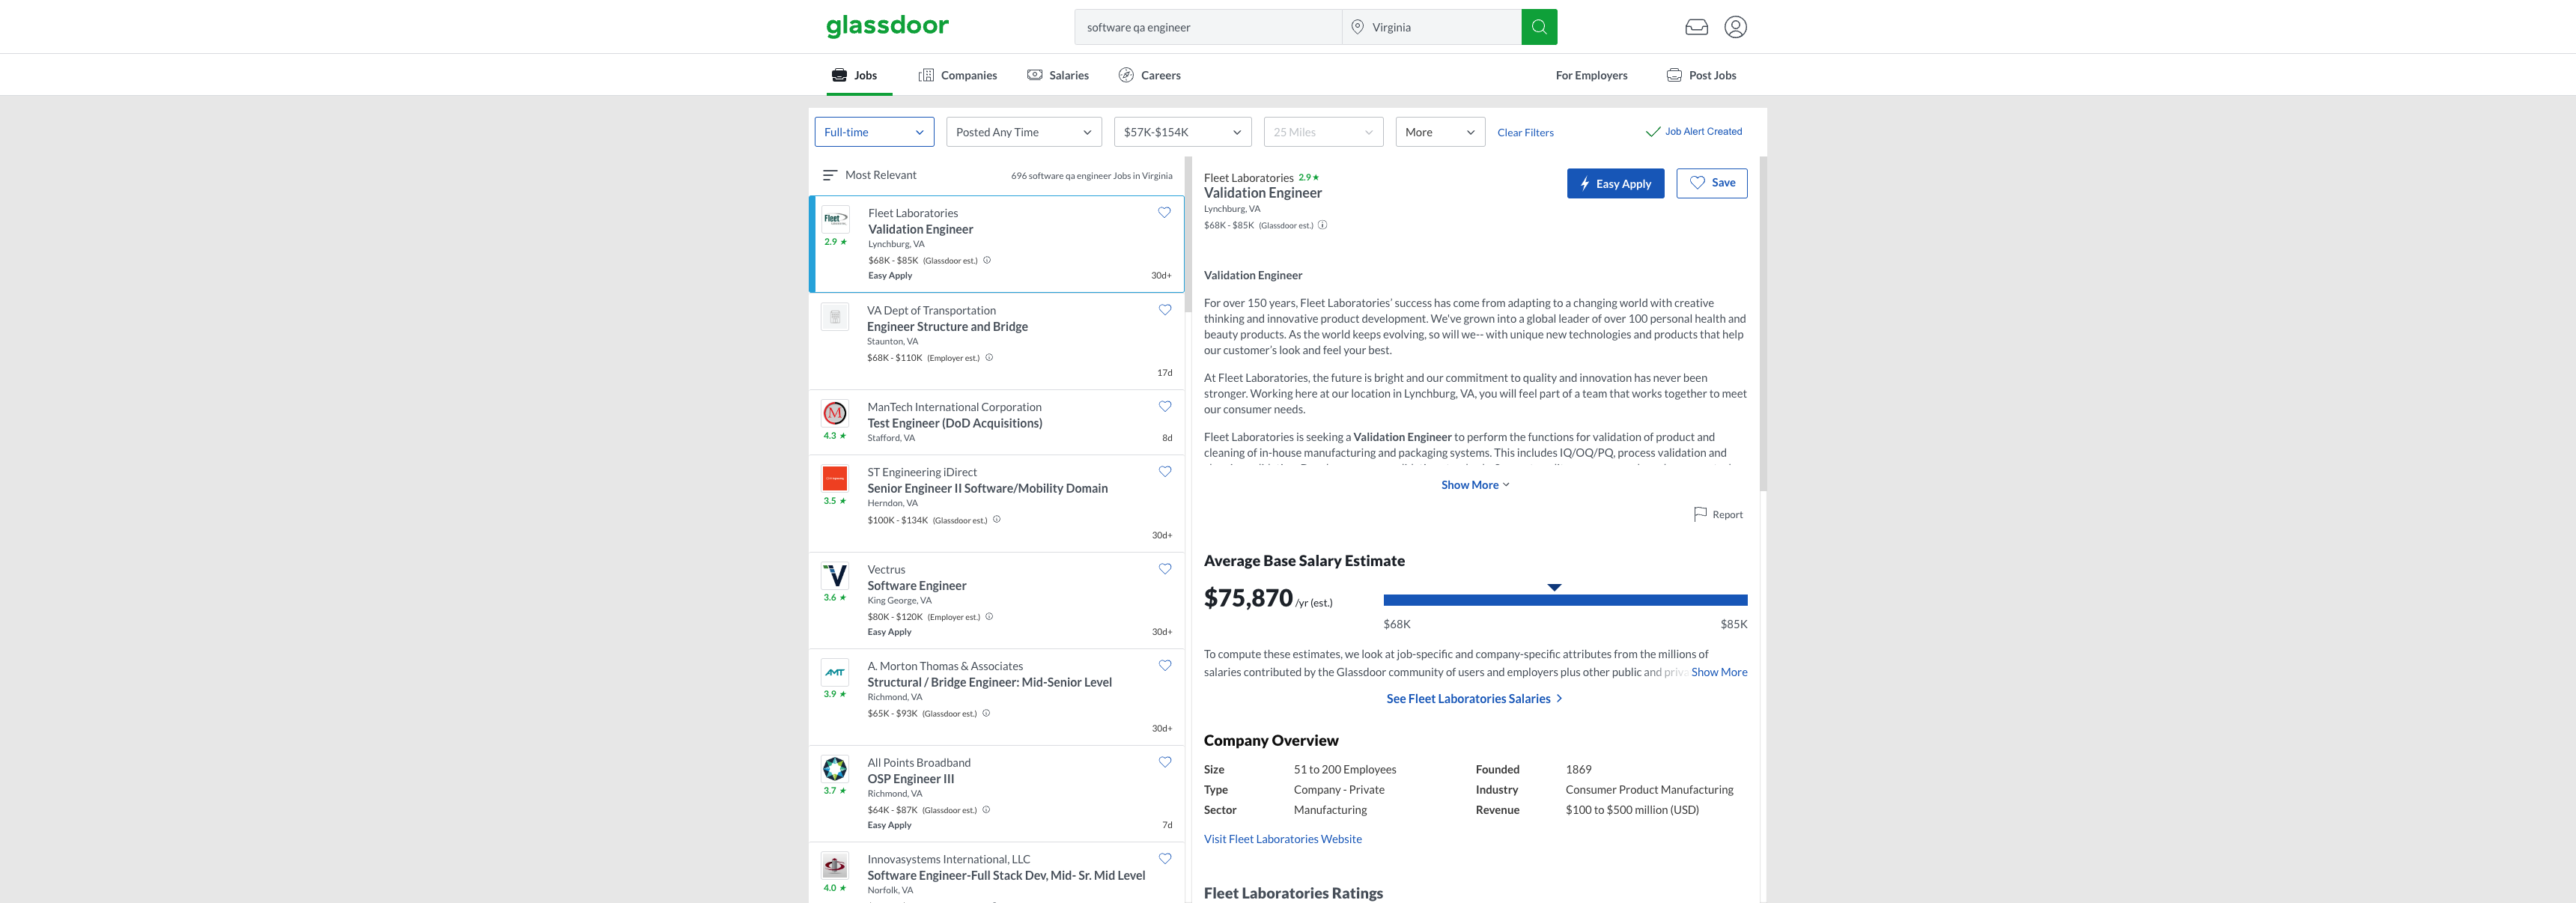 glassdoor
software qa engineer
Virginia
Jobs
Companies
Salaries
Careers
For Employers
Post Jobs
Full-time
Posted Any Time
$57K-$154K
25 Miles
More
Clear Filters
Job Alert Created
Most Relevant
696 software qa engineer Jobs in Virginia
Fleet
2.9 ★
Fleet Laboratories
Validation Engineer
Lynchburg, VA
$68K - $85K (Glassdoor est.)
Easy Apply
30d+
VA Dept of Transportation
Engineer Structure and Bridge
Staunton, VA
$68K - $110K (Employer est.)
17d
M
4.3 ★
ManTech International Corporation
Test Engineer (DoD Acquisitions)
Stafford, VA
8d
3.5 ★
ST Engineering iDirect
Senior Engineer II Software/Mobility Domain
Herndon, VA
$100K - $134K (Glassdoor est.)
30d+
V
3.6 ★
Vectrus
Software Engineer
King George, VA
$80K - $120K (Employer est.)
Easy Apply
30d+
AMT
3.9 ★
A. Morton Thomas & Associates
Structural / Bridge Engineer: Mid-Senior Level
Richmond, VA
$65K - $93K (Glassdoor est.)
30d+
3.7 ★
All Points Broadband
OSP Engineer III
Richmond, VA
$64K - $87K (Glassdoor est.)
Easy Apply
7d
4.0 ★
Innovasystems International, LLC
Software Engineer-Full Stack Dev, Mid- Sr. Mid Level
Norfolk, VA
Fleet Laboratories 2.9 ★
Validation Engineer
Lynchburg, VA
$68K - $85K (Glassdoor est.)
Easy Apply
Save
Validation Engineer
For over 150 years, Fleet Laboratories’ success has come from adapting to a changing world with creative
thinking and innovative product development. We've grown into a global leader of over 100 personal health and
beauty products. As the world keeps evolving, so will we-- with unique new technologies and products that help
our customer’s look and feel your best.
At Fleet Laboratories, the future is bright and our commitment to quality and innovation has never been
stronger. Working here at our location in Lynchburg, VA, you will feel part of a team that works together to meet
our consumer needs.
Fleet Laboratories is seeking a Validation Engineer to perform the functions for validation of product and
cleaning of in-house manufacturing and packaging systems. This includes IQ/OQ/PQ, process validation and
Show More
Report
Average Base Salary Estimate
$75,870 /yr (est.)
$68K
$85K
To compute these estimates, we look at job-specific and company-specific attributes from the millions of
salaries contributed by the Glassdoor community of users and employers plus other public and priva Show More
See Fleet Laboratories Salaries
Company Overview
Size
51 to 200 Employees
Founded
1869
Type
Company - Private
Industry
Consumer Product Manufacturing
Sector
Manufacturing
Revenue
$100 to $500 million (USD)
Visit Fleet Laboratories Website
Fleet Laboratories Ratings